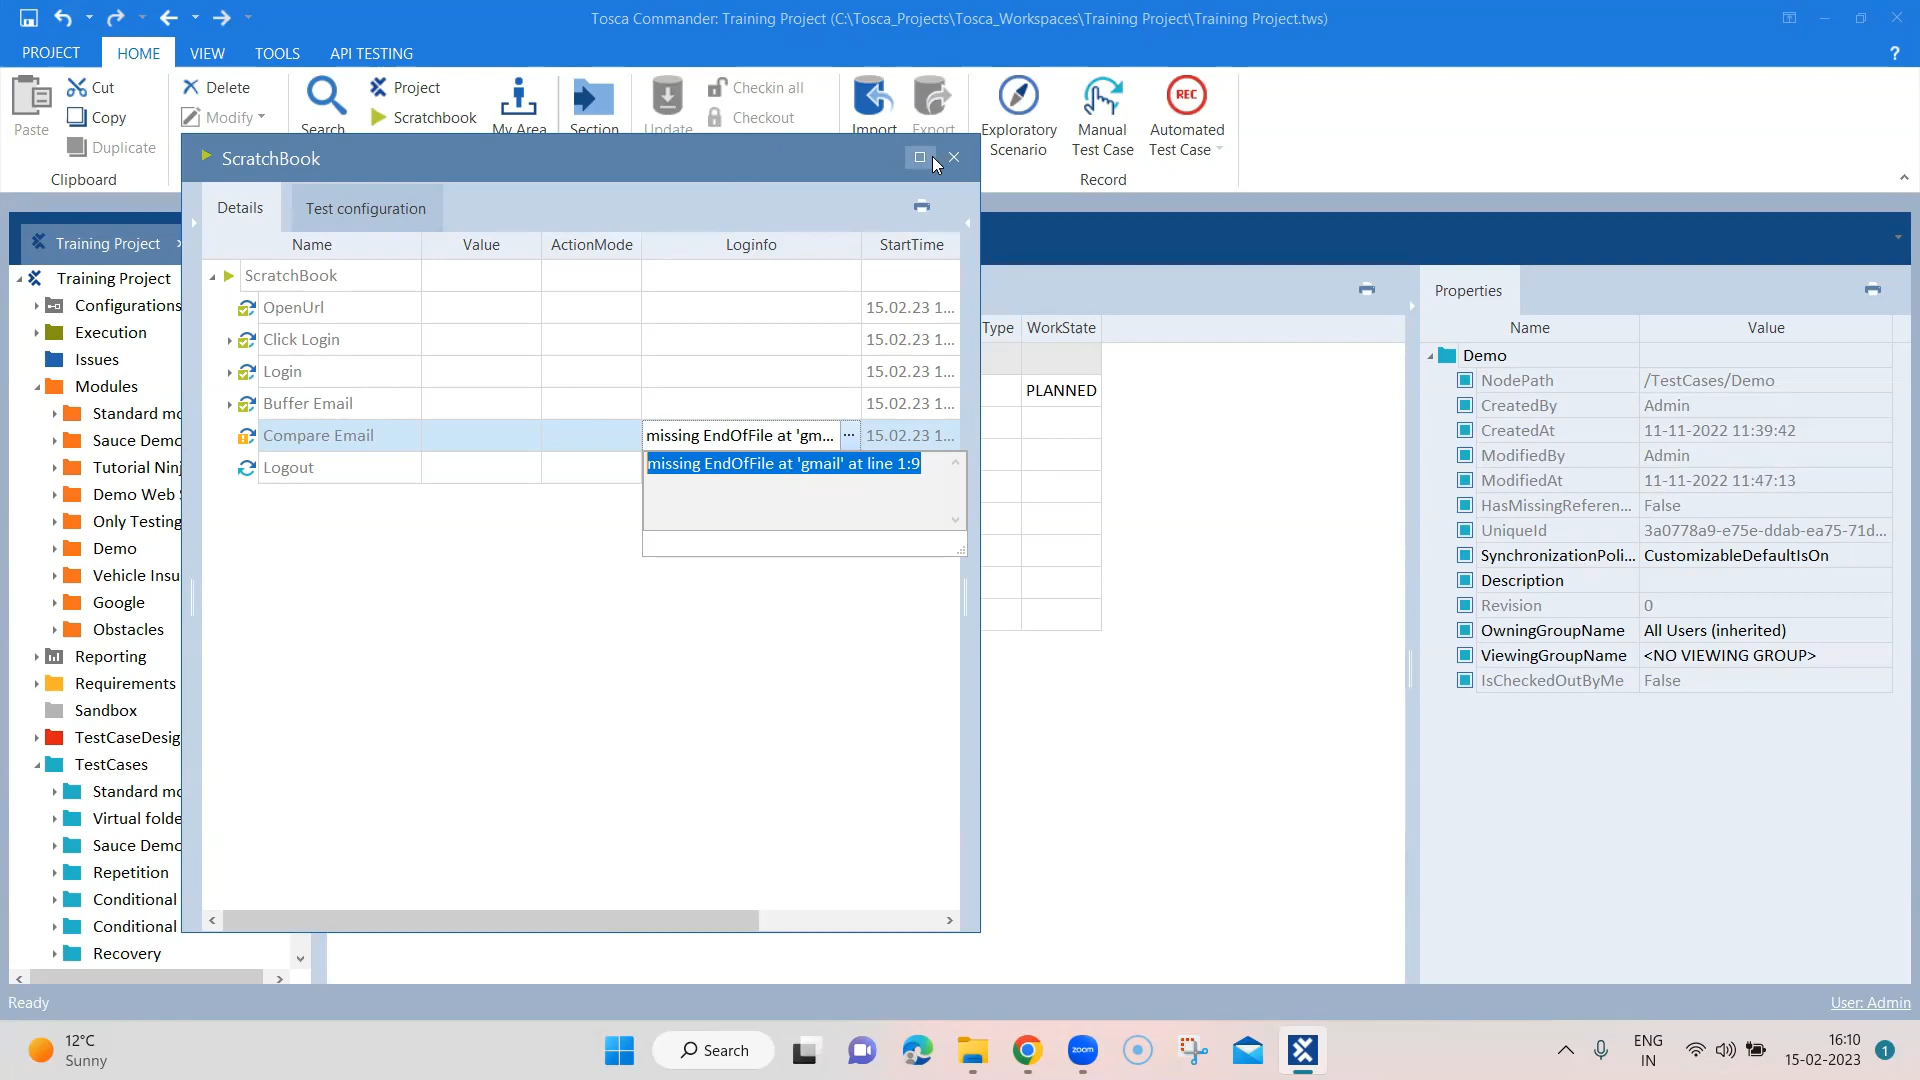 Tosca Commander: Training Project (C:\Tosca_Projects\Tosca_Workspaces\Training Project\Training Project.tws)
PROJECT HOME VIEW TOOLS API TESTING ?
Paste
Cut
Copy
Duplicate
Clipboard
Delete
Modify
Search
Project
Scratchbook
My Area
Section
Update
Checkin all
Checkout
Import
Export
Exploratory
Scenario
Manual
Test Case
REC
Automated
Test Case
Record
Training Project
Training Project
Configurations
Execution
Issues
Modules
Standard mo
Sauce Demo
Tutorial Ninj
Demo Web S
Only Testing
Demo
Vehicle Insu
Google
Obstacles
Reporting
Requirements
Sandbox
TestCaseDesig
TestCases
Standard mo
Virtual folde
Sauce Demo
Repetition
Conditional
Conditional
Recovery
ScratchBook
Details Test configuration
Name Value ActionMode Loginfo StartTime
ScratchBook
OpenUrl 15.02.23 1...
Click Login 15.02.23 1...
Login 15.02.23 1...
Buffer Email 15.02.23 1...
Compare Email missing EndOfFile at 'gm... ... 15.02.23 1...
Logout
missing EndOfFile at 'gmail' at line 1:9
Type WorkState
PLANNED
Properties
Name Value
Demo
NodePath /TestCases/Demo
CreatedBy Admin
CreatedAt 11-11-2022 11:39:42
ModifiedBy Admin
ModifiedAt 11-11-2022 11:47:13
HasMissingReferen... False
UniqueId 3a0778a9-e75e-ddab-ea75-71d...
SynchronizationPoli... CustomizableDefaultIsOn
Description
Revision 0
OwningGroupName All Users (inherited)
ViewingGroupName <NO VIEWING GROUP>
IsCheckedOutByMe False
Ready
User: Admin
12°C
Sunny
Search
zoom
ENG
IN
16:10
15-02-2023
1